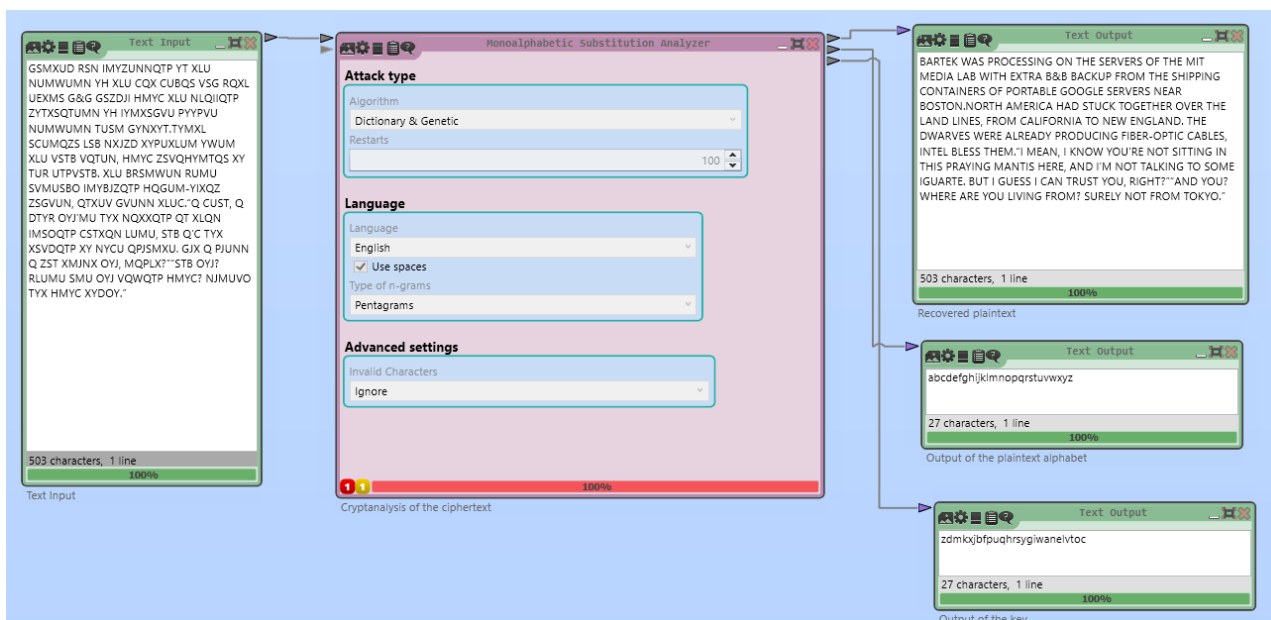 Text Input
GSMXUD RSN IMYZUNNQTP YT XLU
NUMWUMN YH XLU CQX CUBQS VSG RQXL
UEXMS G&G GSZDJI HMYC XLU NLQIIQTP
ZYTXSQTUMN YH IYMXSGVU PYYPVU
NUMWUMN TUSM GYNXYT.TYMXL
SCUMQZS LSB NXJZD XYPUXLUM YWUM
XLU VSTB VQTUN, HMYC ZSVQHYMTQS XY
TUR UTPVSTB. XLU BRSMWUN RUMU
SVMUSBO IMYBJZQTP HQGUM-YIXQZ
ZSGVUN, QTXUV GVUNN XLUC."Q CUST, Q
DTYR OYJ'MU TYX NQXXQTP QT XLQN
IMSOQTP CSTXQN LUMU, STB Q'C TYX
XSVDQTP XY NYCU QPJSMXU. GJX Q PJUNN
Q ZST XMJNX OYJ, MQPLX?""STB OYJ?
RLUMU SMU OYJ VQWQTP HMYC? NJMUVO
TYX HMYC XYDOY."
503 characters, 1 line
100%
Text Input
Monoalphabetic Substitution Analyzer
Attack type
Algorithm
Dictionary & Genetic
Restarts
100
Language
Language
English
Use spaces
Type of n-grams
Pentagrams
Advanced settings
Invalid Characters
Ignore
1 1
100%
Cryptanalysis of the ciphertext
Text Output
BARTEK WAS PROCESSING ON THE SERVERS OF THE MIT
MEDIA LAB WITH EXTRA B&B BACKUP FROM THE SHIPPING
CONTAINERS OF PORTABLE GOOGLE SERVERS NEAR
BOSTON.NORTH AMERICA HAD STUCK TOGETHER OVER THE
LAND LINES, FROM CALIFORNIA TO NEW ENGLAND. THE
DWARVES WERE ALREADY PRODUCING FIBER-OPTIC CABLES,
INTEL BLESS THEM."I MEAN, I KNOW YOU'RE NOT SITTING IN
THIS PRAYING MANTIS HERE, AND I'M NOT TALKING TO SOME
IGUARTE. BUT I GUESS I CAN TRUST YOU, RIGHT?""AND YOU?
WHERE ARE YOU LIVING FROM? SURELY NOT FROM TOKYO."
503 characters, 1 line
100%
Recovered plaintext
Text Output
abcdefghijklmnopqrstuvwxyz
27 characters, 1 line
100%
Output of the plaintext alphabet
Text Output
zdmkxjbfpuqhrsygiwanelvtoc
27 characters, 1 line
100%
Output of the key